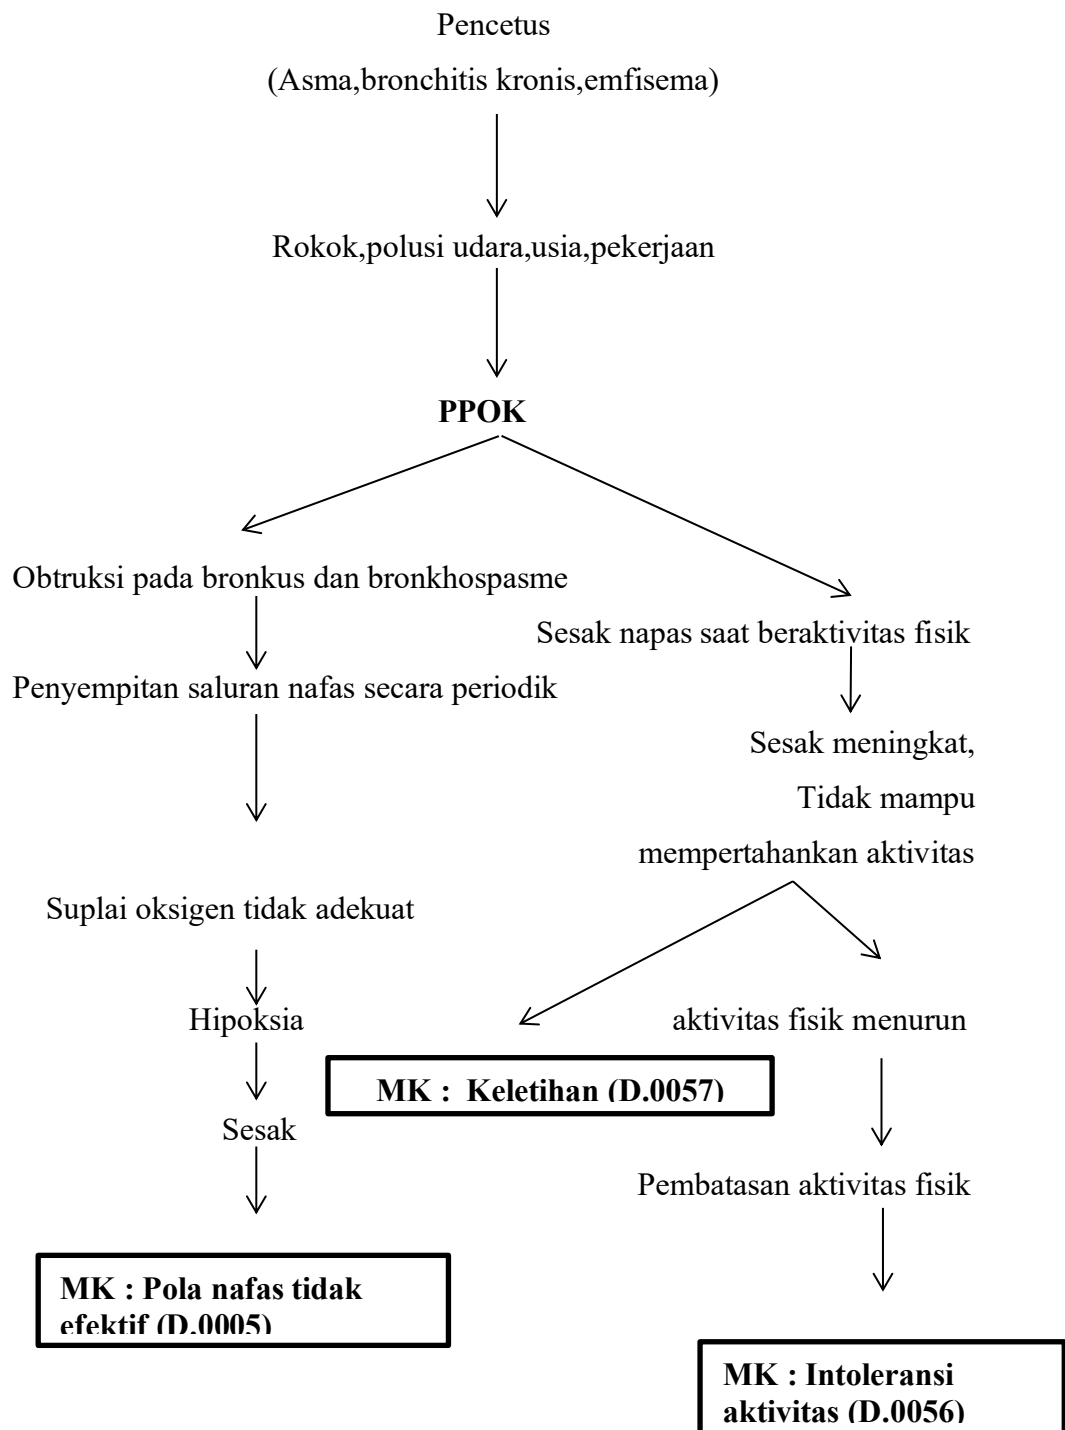 Pencetus
(Asma,bronchitis kronis,emfisema)
Rokok,polusi udara,usia,pekerjaan
PPOK
Obtruksi pada bronkus dan bronkhospasme
Sesak napas saat beraktivitas fisik
Penyempitan saluran nafas secara periodik
Sesak meningkat,
Tidak mampu
mempertahankan aktivitas
Suplai oksigen tidak adekuat
Hipoksia
aktivitas fisik menurun
MK : Keletihan (D.0057)
Sesak
Pembatasan aktivitas fisik
MK : Pola nafas tidak
efektif (D.0005)
MK : Intoleransi
aktivitas (D.0056)